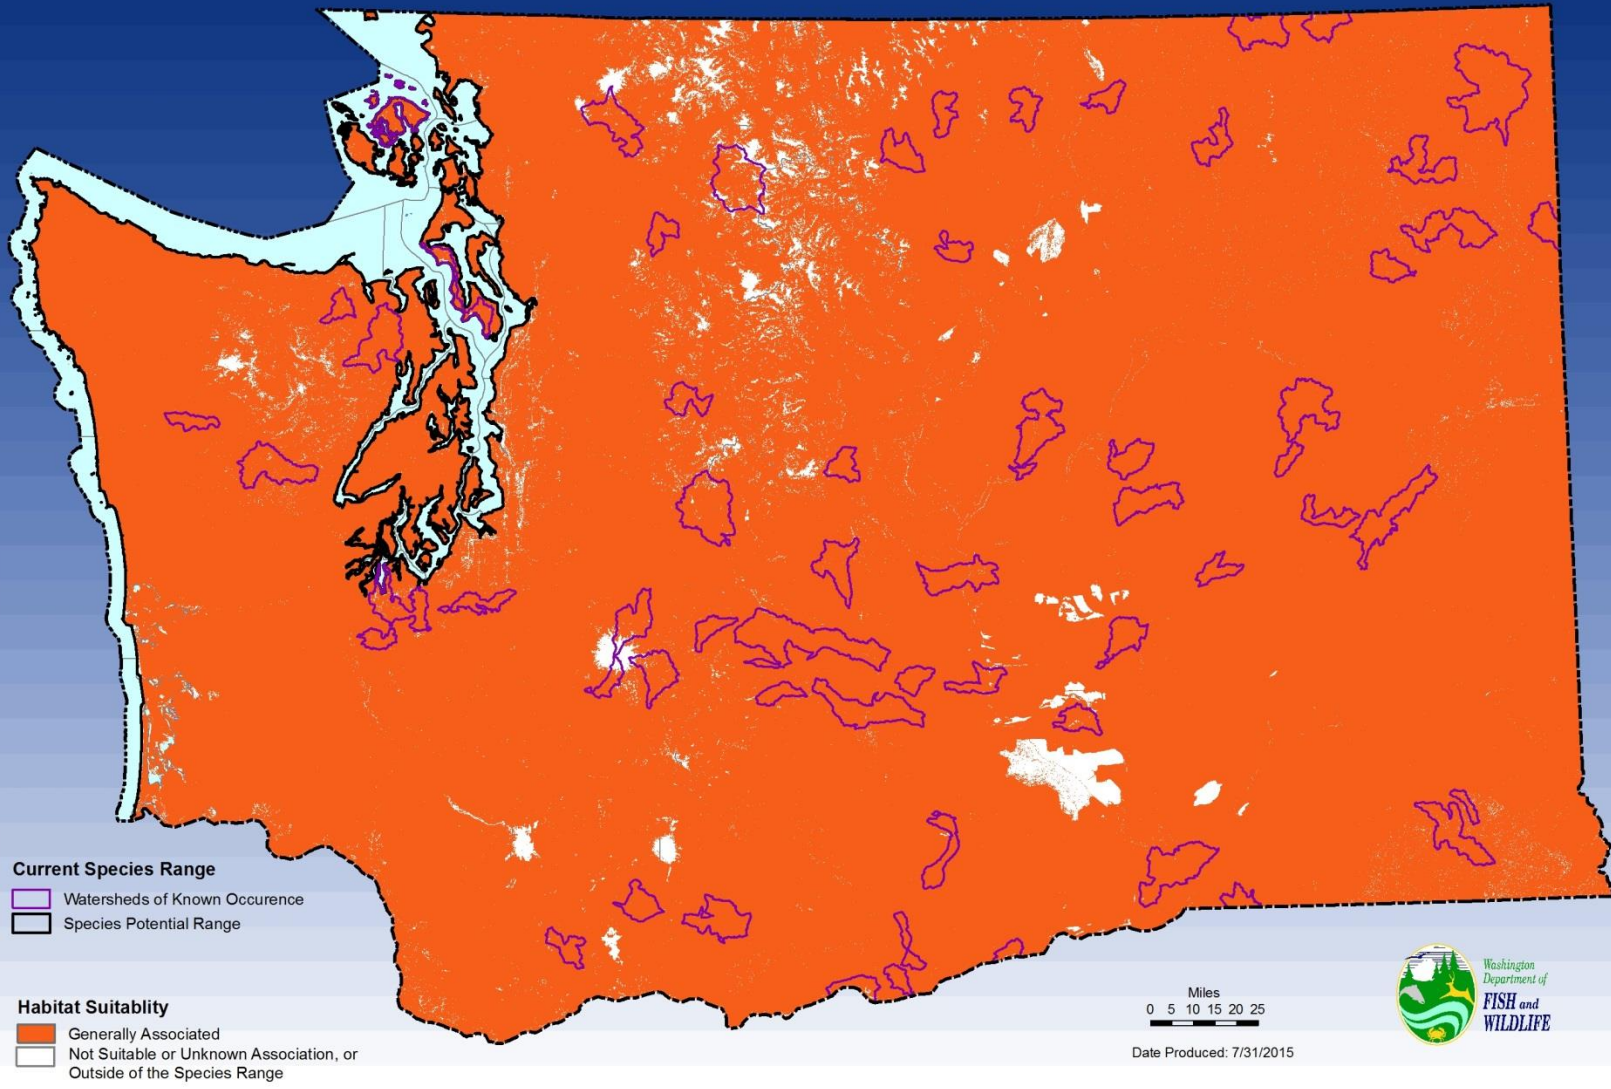 Current Species Range
Watersheds of Known Occurence
Species Potential Range
Habitat Suitablity
Generally Associated
Not Suitable or Unknown Association, or
Outside of the Species Range
Miles
0 5 10 15 20 25
Date Produced: 7/31/2015
Washington
Department of
FISH and
WILDLIFE